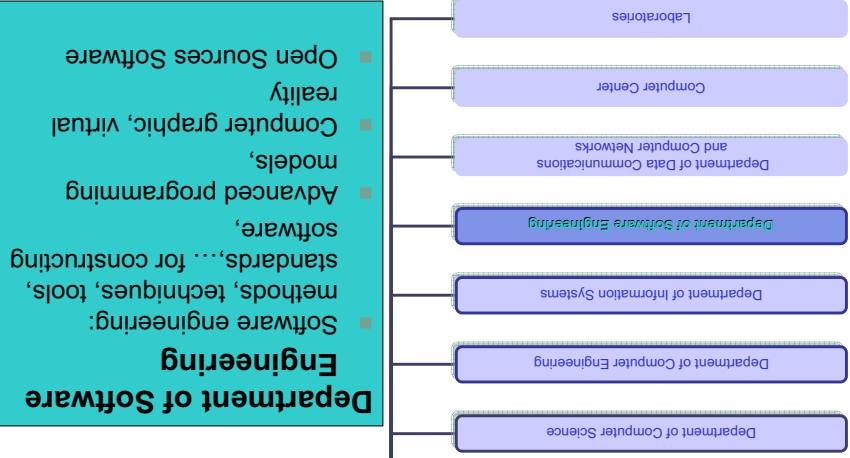 Department of Computer Science
Department of Computer Engineering
Department of Information Systems
Department of Software Engineering
Department of Data Communications
and Computer Networks
Computer Center
Laboratories
Department of Software
Engineering
Software engineering:
methods, techniques, tools,
standards,… for constructing
software,
Advanced programming
models,
Computer graphic, virtual
reality
Open Sources Software